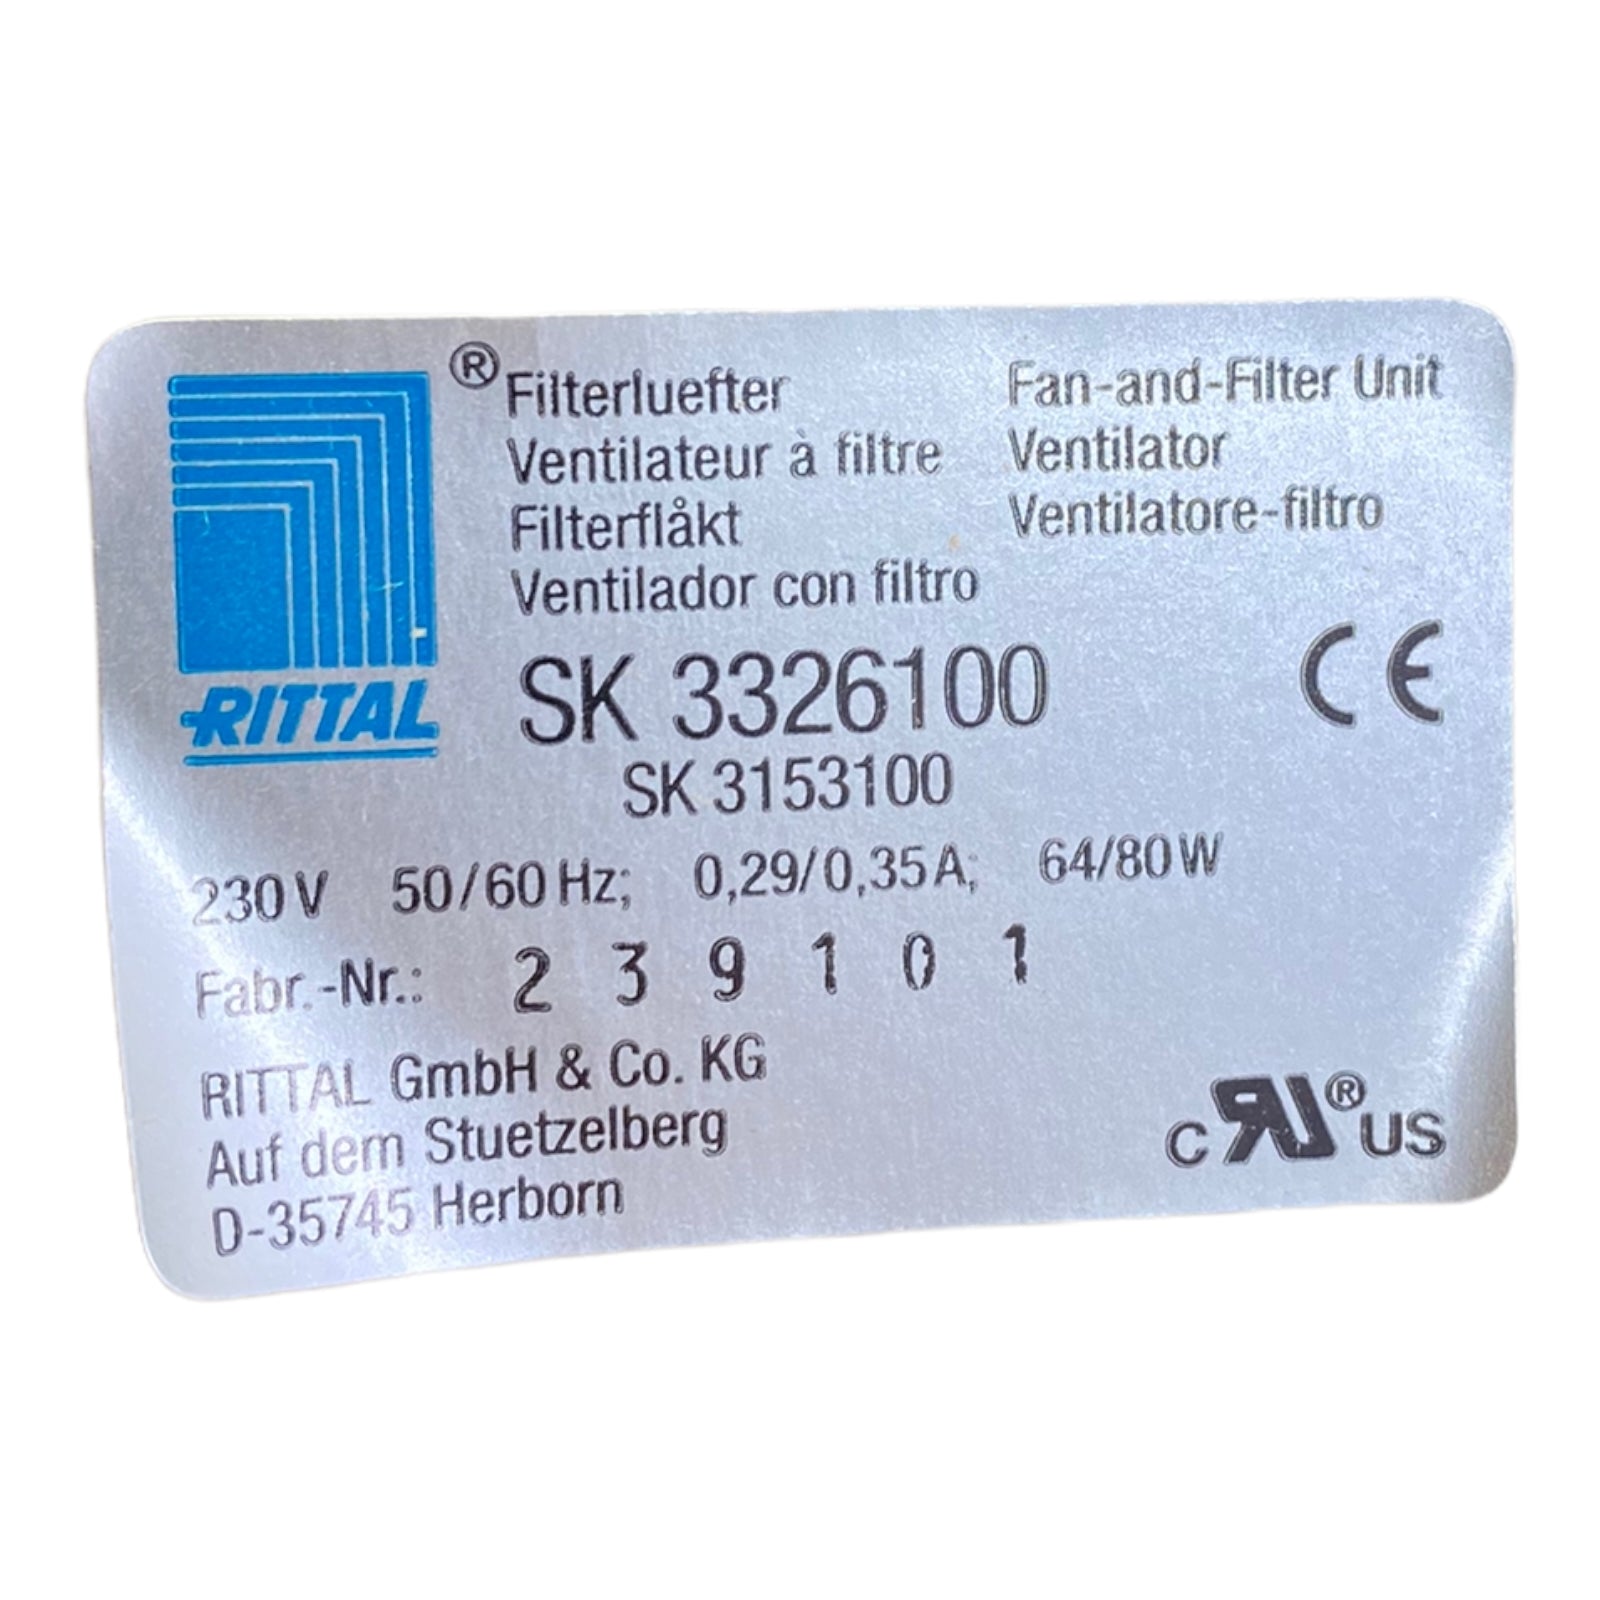 ®
Filterluefter
Ventilateur à filtre
Filterflåkt
Ventilador con filtro
Fan-and-Filter Unit
Ventilator
Ventilatore-filtro
RITTAL
SK 3326100
SK 3153100
CE
230 V 50/60 Hz; 0,29/0,35 A; 64/80 W
Fabr.-Nr.: 2 3 9 1 0 1
RITTAL GmbH & Co. KG
Auf dem Stuetzelberg
D-35745 Herborn
c RU ® US